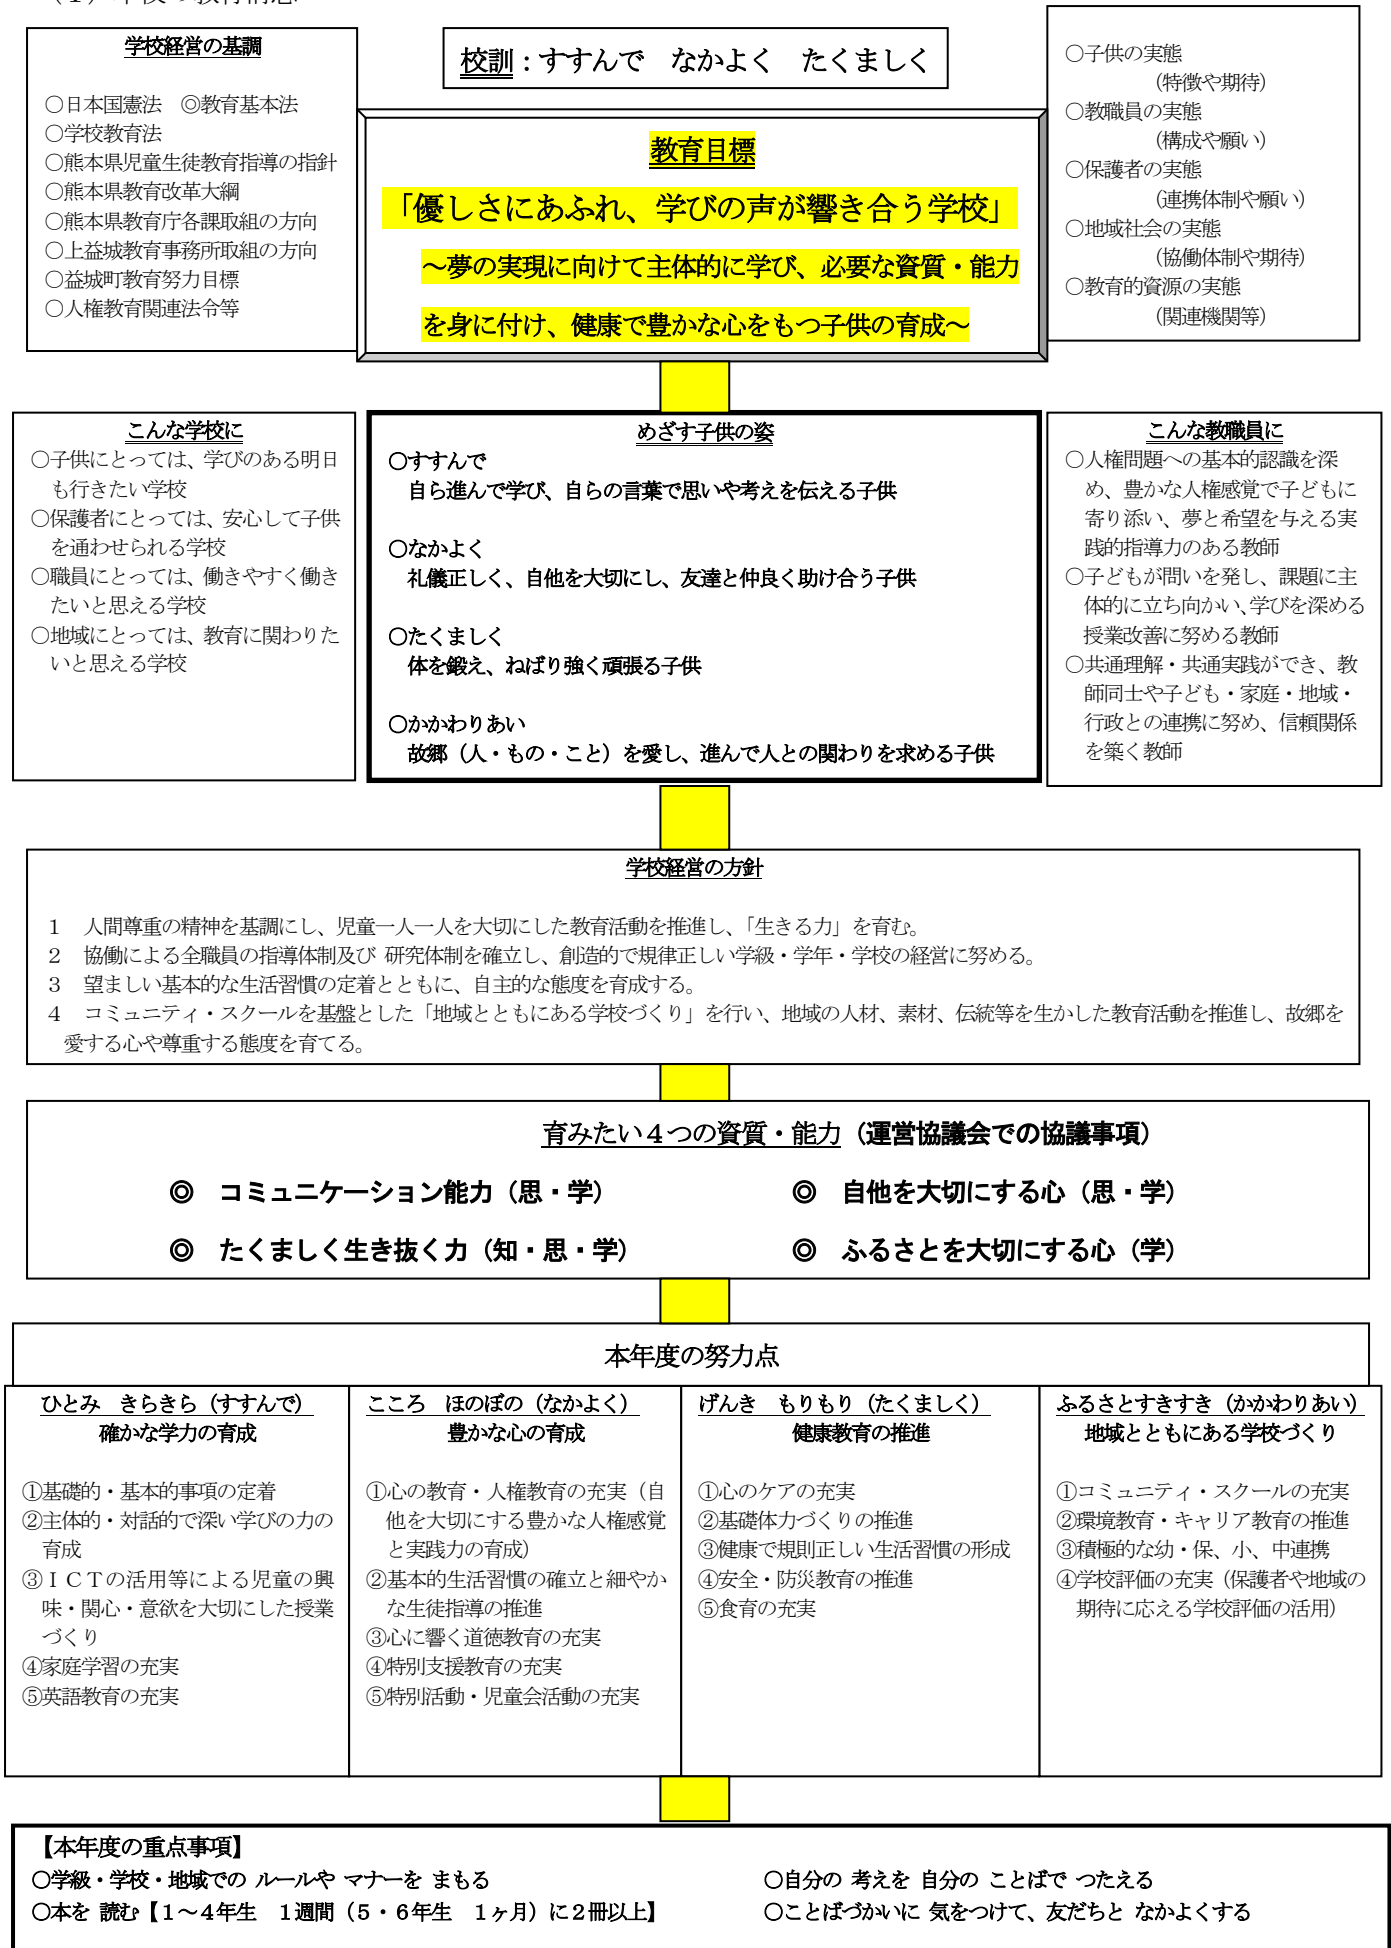 校訓：すすんで　なかよく　たくましく
学校経営の基調
○日本国憲法　◎教育基本法
○学校教育法
○熊本県児童生徒教育指導の指針
○熊本県教育改革大綱
○熊本県教育庁各課取組の方向
○上益城教育事務所取組の方向
○益城町教育努力目標
○人権教育関連法令等
教育目標
「優しさにあふれ、学びの声が響き合う学校」
～夢の実現に向けて主体的に学び、必要な資質・能力
を身に付け、健康で豊かな心をもつ子供の育成～
○子供の実態
（特徴や期待）
○教職員の実態
（構成や願い）
○保護者の実態
（連携体制や願い）
○地域社会の実態
（協働体制や期待）
○教育的資源の実態
（関連機関等）
こんな学校に
○子供にとっては、学びのある明日
も行きたい学校
○保護者にとっては、安心して子供
を通わせられる学校
○職員にとっては、働きやすく働き
たいと思える学校
○地域にとっては、教育に関わりた
いと思える学校
めざす子供の姿
○すすんで
自ら進んで学び、自らの言葉で思いや考えを伝える子供
○なかよく
礼儀正しく、自他を大切にし、友達と仲良く助け合う子供
○たくましく
体を鍛え、ねばり強く頑張る子供
○かかわりあい
故郷（人・もの・こと）を愛し、進んで人との関わりを求める子供
こんな教職員に
○人権問題への基本的認識を深
め、豊かな人権感覚で子どもに
寄り添い、夢と希望を与える実
践的指導力のある教師
○子どもが問いを発し、課題に主
体的に立ち向かい、学びを深める
授業改善に努める教師
○共通理解・共通実践ができ、教
師同士や子ども・家庭・地域・
行政との連携に努め、信頼関係
を築く教師
学校経営の方針
１　人間尊重の精神を基調にし、児童一人一人を大切にした教育活動を推進し、「生きる力」を育む。
２　協働による全職員の指導体制及び 研究体制を確立し、創造的で規律正しい学級・学年・学校の経営に努める。
３　望ましい基本的な生活習慣の定着とともに、自主的な態度を育成する。
４　コミュニティ・スクールを基盤とした「地域とともにある学校づくり」を行い、地域の人材、素材、伝統等を生かした教育活動を推進し、故郷を
愛する心や尊重する態度を育てる。
育みたい４つの資質・能力（運営協議会での協議事項）
◎　コミュニケーション能力（思・学）　◎　自他を大切にする心（思・学）
◎　たくましく生き抜く力（知・思・学）　◎　ふるさとを大切にする心（学）
本年度の努力点
ひとみ　きらきら（すすんで）
確かな学力の育成
①基礎的・基本的事項の定着
②主体的・対話的で深い学びの力の
育成
③ＩＣＴの活用等による児童の興
味・関心・意欲を大切にした授業
づくり
④家庭学習の充実
⑤英語教育の充実
こころ　ほのぼの（なかよく）
豊かな心の育成
①心の教育・人権教育の充実（自
他を大切にする豊かな人権感覚
と実践力の育成）
②基本的生活習慣の確立と細やか
な生徒指導の推進
③心に響く道徳教育の充実
④特別支援教育の充実
⑤特別活動・児童会活動の充実
げんき　もりもり（たくましく）
健康教育の推進
①心のケアの充実
②基礎体力づくりの推進
③健康で規則正しい生活習慣の形成
④安全・防災教育の推進
⑤食育の充実
ふるさとすきすき（かかわりあい）
地域とともにある学校づくり
①コミュニティ・スクールの充実
②環境教育・キャリア教育の推進
③積極的な幼・保、小、中連携
④学校評価の充実（保護者や地域の
期待に応える学校評価の活用）
【本年度の重点事項】
○学級・学校・地域での ルールや マナーを まもる　○自分の 考えを 自分の ことばで つたえる
○本を 読む【１～４年生　１週間（５・６年生　１ヶ月）に２冊以上】　○ことばづかいに 気をつけて、友だちと なかよくする